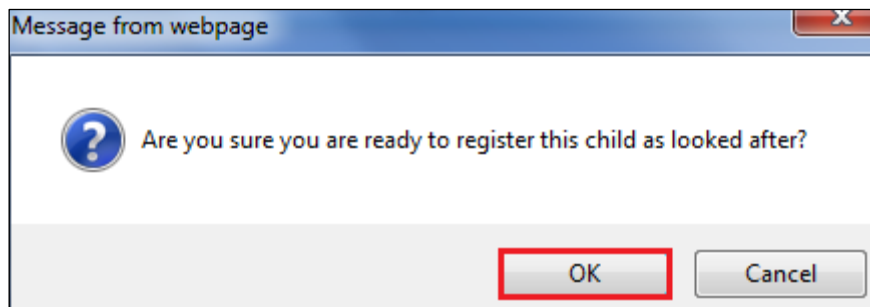 Message from webpage
x
Are you sure you are ready to register this child as looked after?
OK
Cancel